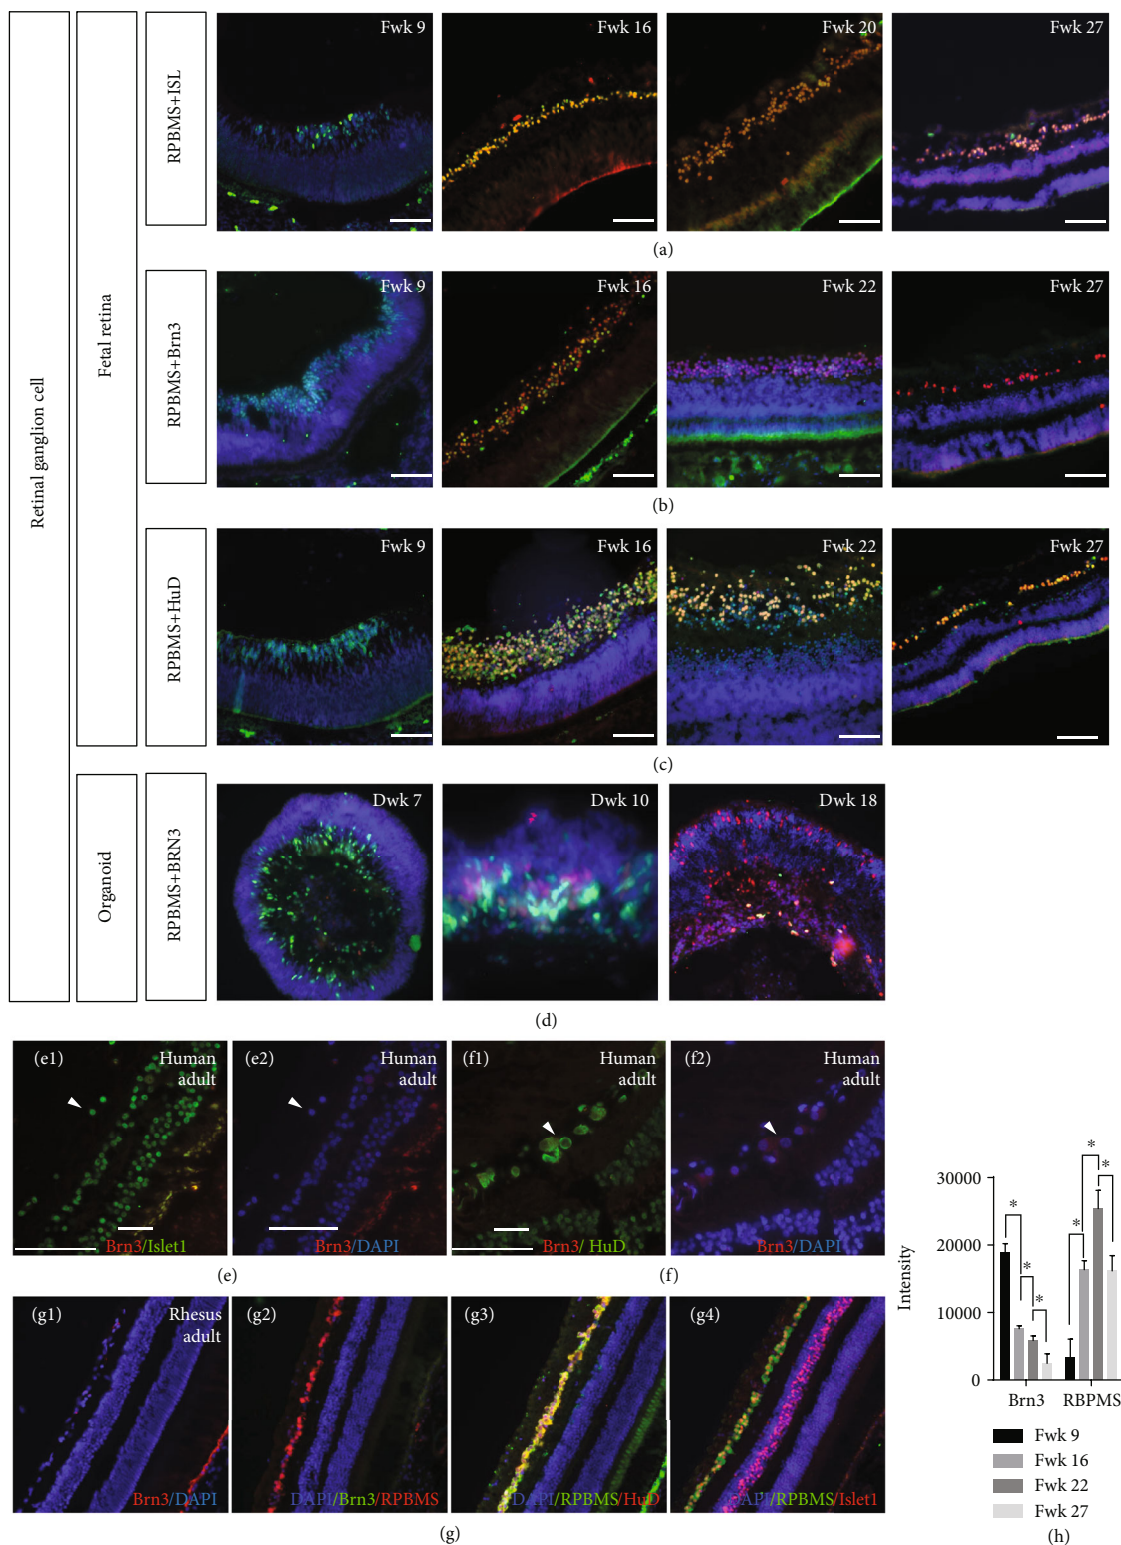 Retinal ganglion cell
Fetal retina
Organoid
RPBMS+ISL
Fwk 9
Fwk 16
Fwk 20
Fwk 27
(a)
RPBMS+Brn3
Fwk 9
Fwk 16
Fwk 22
Fwk 27
(b)
RPBMS+HuD
Fwk 9
Fwk 16
Fwk 22
Fwk 27
(c)
RPBMS+BRN3
Dwk 7
Dwk 10
Dwk 18
(d)
(e1)
Human
adult
Brn3/Islet1
(e2)
Human
adult
Brn3/DAPI
(e)
(f1)
Human
adult
Brn3/ HuD
(f2)
Human
adult
Brn3/DAPI
(f)
(g1)
Rhesus
adult
Brn3/DAPI
(g2)
DAPI/Brn3/RPBMS
(g3)
DAPI/RPBMS/HuD
(g4)
DAPI/RPBMS/Islet1
(g)
Intensity
30000
20000
10000
0
* * * * * *
Brn3
RBPMS
Fwk 9
Fwk 16
Fwk 22
Fwk 27
(h)